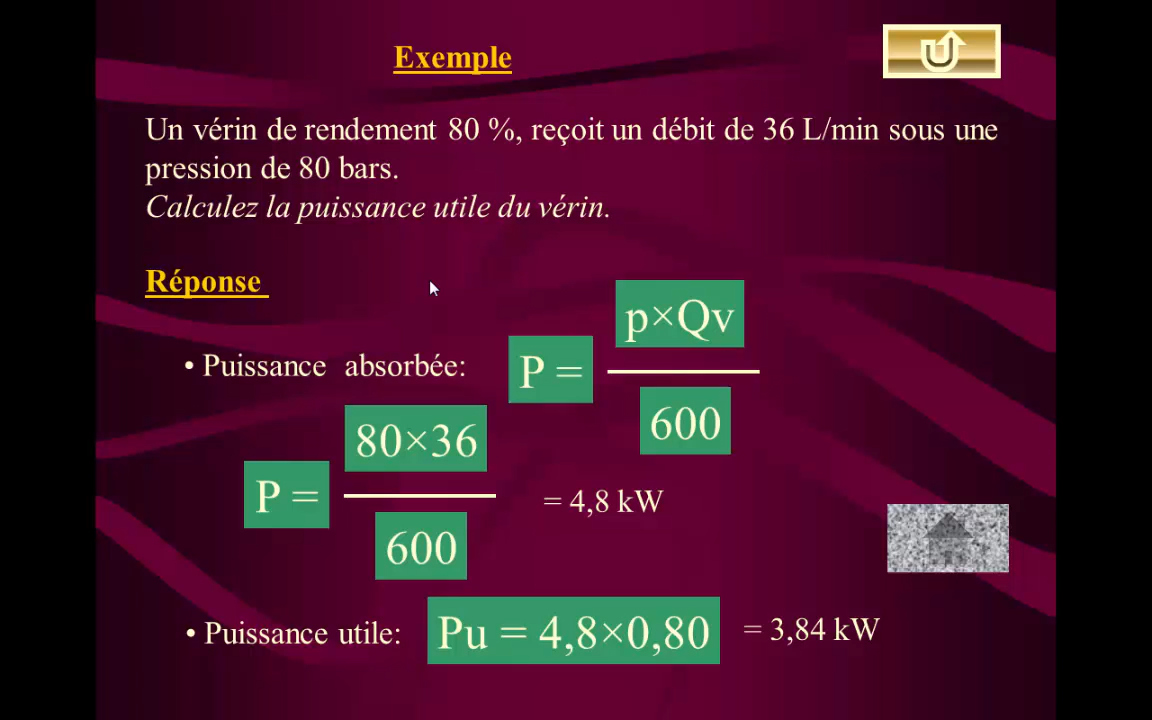 Exemple
Un vérin de rendement 80 %, reçoit un débit de 36 L/min sous une
pression de 80 bars.
Calculez la puissance utile du vérin.
Réponse
• Puissance absorbée:
P =
p×Qv
600
P =
80×36
600
= 4,8 kW
• Puissance utile:
Pu = 4,8×0,80
= 3,84 kW